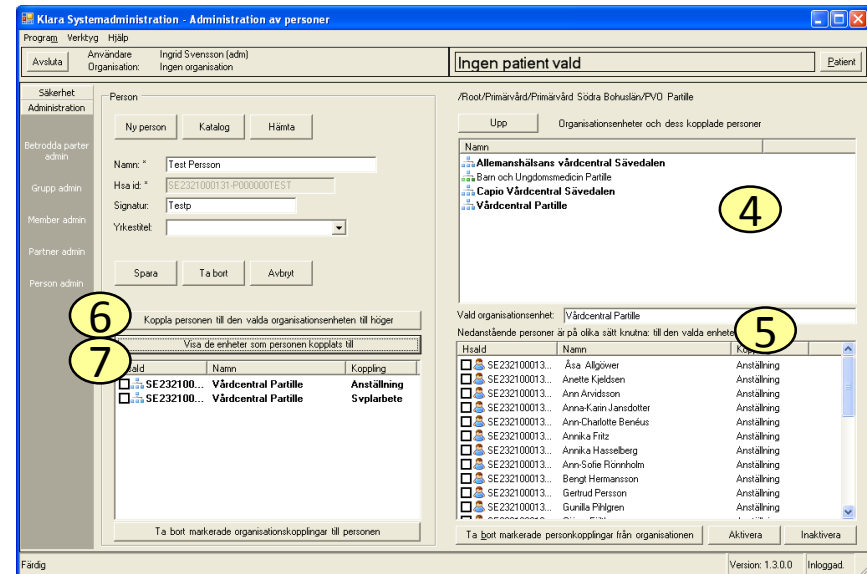 Klara Systemadministration - Administration av personer
Program Verktyg Hjälp
Avsluta
Användare Ingrid Svensson (adm)
Organisation: Ingen organisation
Ingen patient vald
Patient
Säkerhet
Administration
Betrodda parter
admin
Grupp admin
Member admin
Partner admin
Person admin
Person
Ny person Katalog Hämta
Namn: * Test Persson
Hsa id: * SE2321000131-P000000TEST
Signatur: Testp
Yrkestitel:
Spara Ta bort Avbryt
6
Koppla personen till den valda organisationsenheten till höger
Visa de enheter som personen kopplats till
7
HsaId Namn Koppling
SE232100... Vårdcentral Partille Anställning
SE232100... Vårdcentral Partille Svplarbete
Ta bort markerade organisationskopplingar till personen
/Root/Primärvård/Primärvård Södra Bohuslän/PVO Partille
Upp Organisationsenheter och dess kopplade personer
Namn
Allemanshälsans vårdcentral Sävedalen
Barn och Ungdomsmedicin Partille
Capio Vårdcentral Sävedalen
Vårdcentral Partille
4
Vald organisationsenhet: Vårdcentral Partille
Nedanstående personer är på olika sätt knutna: till den valda enhete
5
HsaId Namn
SE232100013... Åsa Allgöwer Anställning
SE232100013... Anette Kjeldsen Anställning
SE232100013... Ann Arvidsson Anställning
SE232100013... Anna-Karin Jansdotter Anställning
SE232100013... Ann-Charlotte Benéus Anställning
SE232100013... Annika Fritz Anställning
SE232100013... Annika Hasselberg Anställning
SE232100013... Ann-Sofie Rönnholm Anställning
SE232100013... Bengt Hermansson Anställning
SE232100013... Gertrud Persson Anställning
SE232100013... Gunilla Pihlgren Anställning
Ta bort markerade personkopplingar från organisationen Aktivera Inaktivera
Färdig Version: 1.3.0.0 Inloggad.